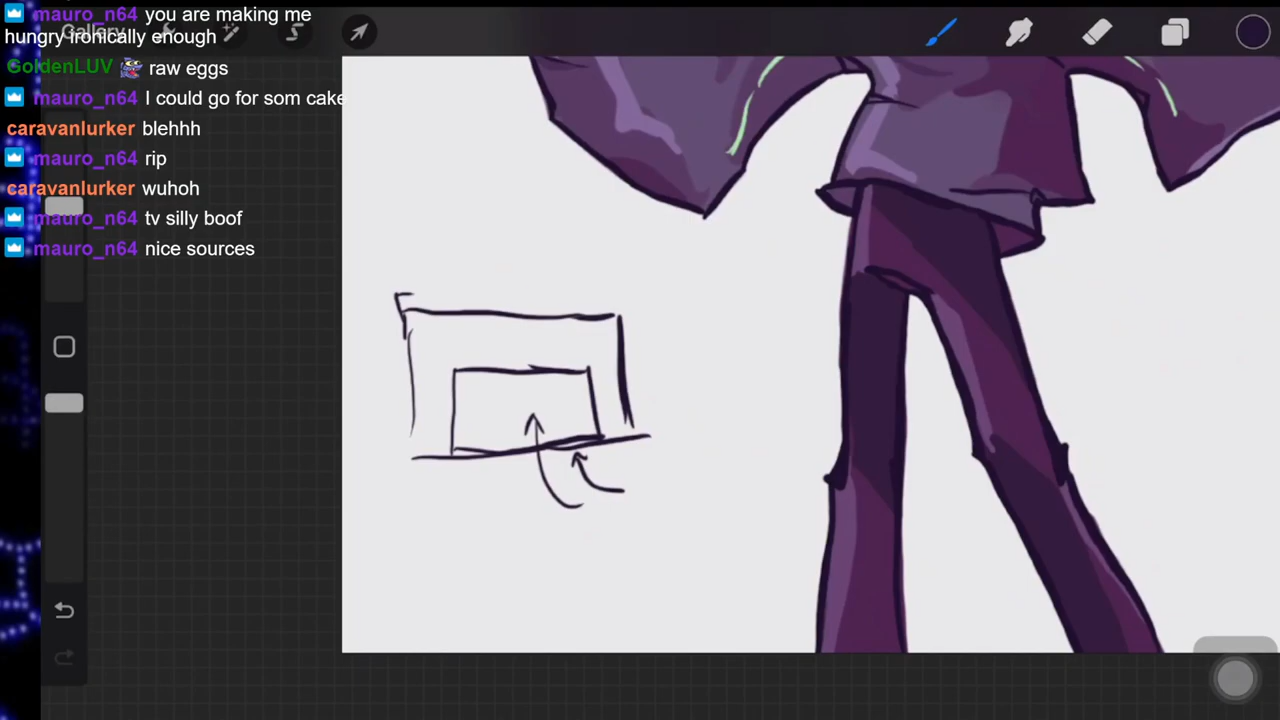 mauro_n64 you are making me
hungry ironically enough
Gallery
GoldenLUV raw eggs
mauro_n64 I could go for som cake
caravanlurker blehhh
mauro_n64 rip
caravanlurker wuhoh
mauro_n64 tv silly boof
mauro_n64 nice sources